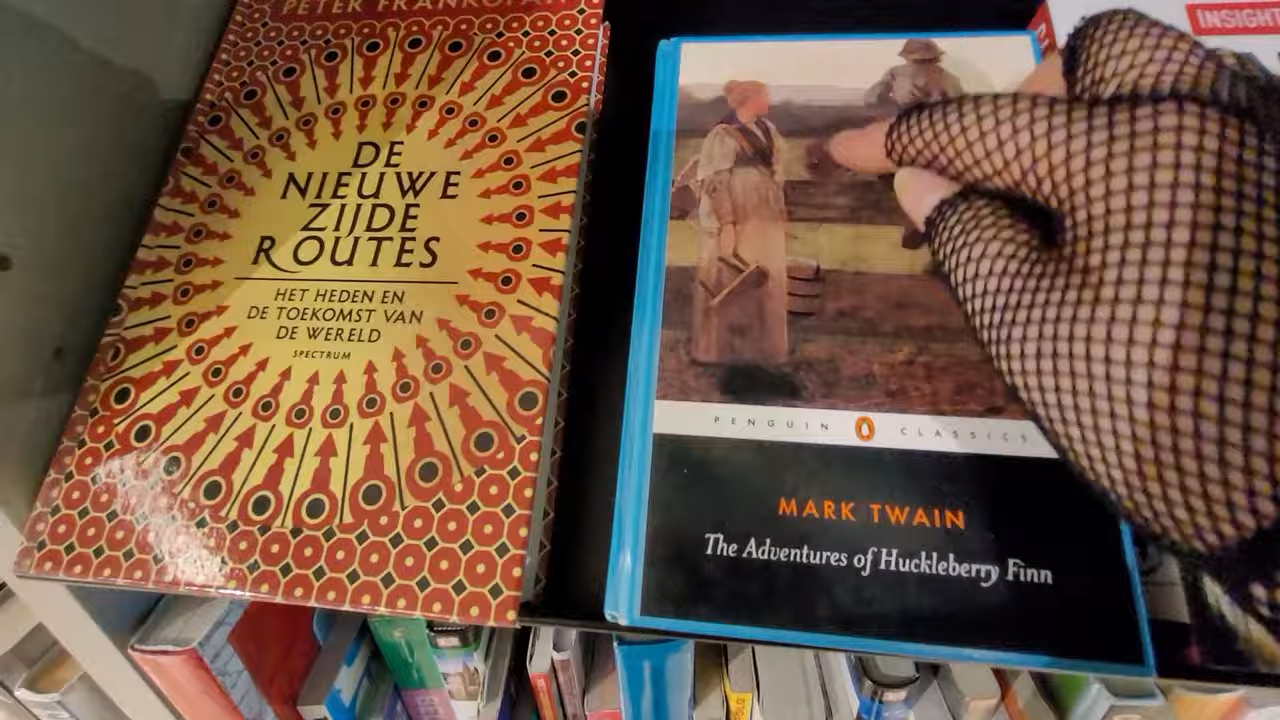 PETER FRANKOPAN
DE
NIEUWE
ZIJDE
ROUTES
HET HEDEN EN
DE TOEKOMST VAN
DE WERELD
SPECTRUM
PENGUIN CLASSICS
MARK TWAIN
The Adventures of Huckleberry Finn
INSIGHT